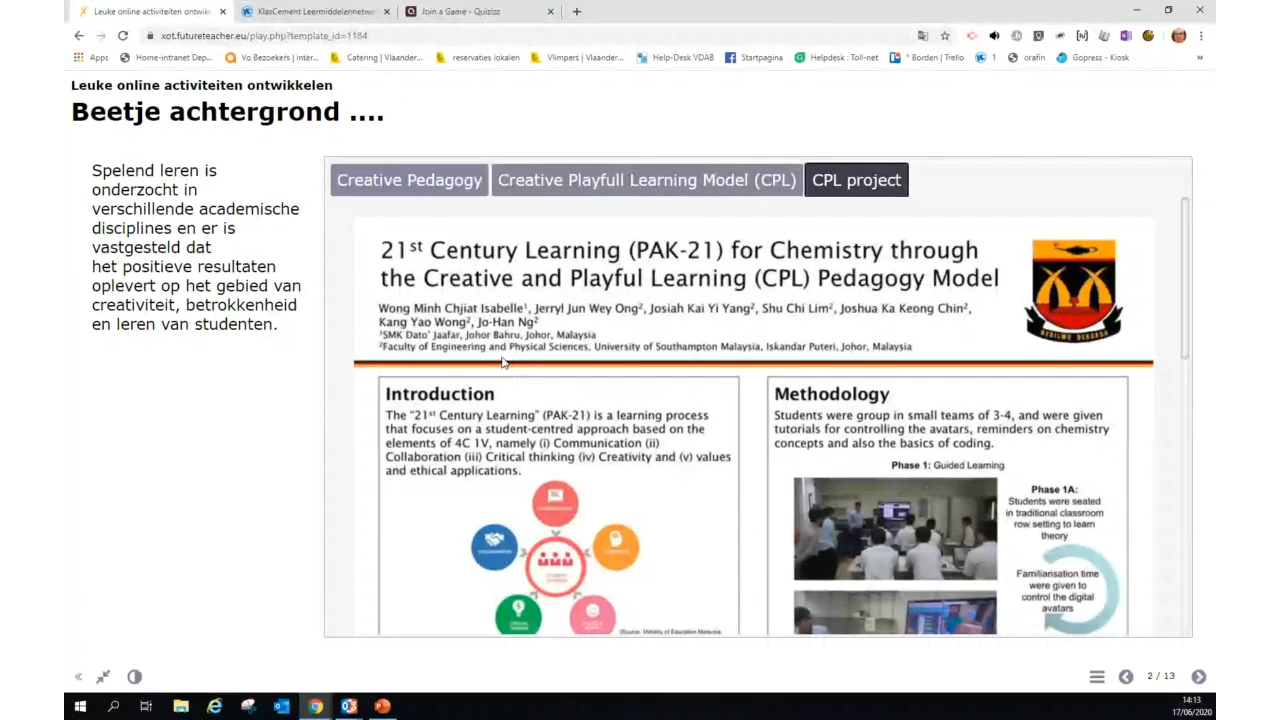 Leuke online activiteiten ontwikke
KlasCement Leermiddelennetwer
Join a Game - Quizizz
xot.futureteacher.eu/play.php?template_id=1184
Apps
Home-intranet Dep...
Vo Bezoekers | inter...
Catering | Vlaander...
reservaties lokalen
Vlimpers | Vlaander...
Help-Desk VDAB
Startpagina
Helpdesk : Toll-net
* Borden | Trello
1
orafin
Gopress - Kiosk
»
Leuke online activiteiten ontwikkelen
Beetje achtergrond ....
Spelend leren is
onderzocht in
verschillende academische
disciplines en er is
vastgesteld dat
het positieve resultaten
oplevert op het gebied van
creativiteit, betrokkenheid
en leren van studenten.
Creative Pedagogy
Creative Playfull Learning Model (CPL)
CPL project
21st Century Learning (PAK-21) for Chemistry through
the Creative and Playful Learning (CPL) Pedagogy Model
Wong Minh Chjiat Isabelle¹, Jerryl Jun Wey Ong², Josiah Kai Yi Yang², Shu Chi Lim², Joshua Ka Keong Chin²,
Kang Yao Wong², Jo-Han Ng²
¹SMK Dato' Jaafar, Johor Bahru, Johor, Malaysia
²Faculty of Engineering and Physical Sciences, University of Southampton Malaysia, Iskandar Puteri, Johor, Malaysia
Introduction
The "21st Century Learning" (PAK-21) is a learning process
that focuses on a student-centred approach based on the
elements of 4C 1V, namely (i) Communication (ii)
Collaboration (iii) Critical thinking (iv) Creativity and (v) values
and ethical applications.
(Source: Ministry of Education Malaysia
Methodology
Students were group in small teams of 3-4, and were given
tutorials for controlling the avatars, reminders on chemistry
concepts and also the basics of coding.
Phase 1: Guided Learning
Phase 1A:
Students were seated
in traditional classroom
row setting to learn
theory
Familiarisation time
were given to
control the digital
avatars
2 / 13
14:13
17/06/2020